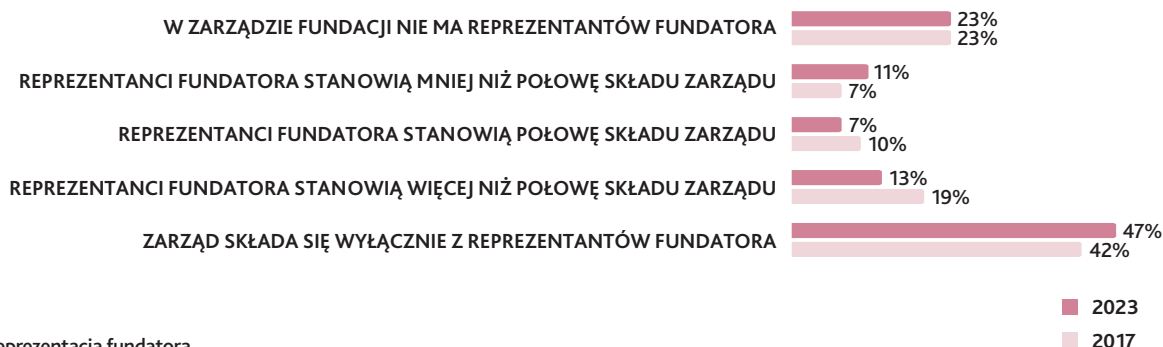 W ZARZĄDZIE FUNDACJI NIE MA REPREZENTANTÓW FUNDATORA
23%
23%
REPREZENTANCI FUNDATORA STANOWIĄ MNIEJ NIŻ POŁOWĘ SKŁADU ZARZĄDU
11%
7%
REPREZENTANCI FUNDATORA STANOWIĄ POŁOWĘ SKŁADU ZARZĄDU
7%
10%
REPREZENTANCI FUNDATORA STANOWIĄ WIĘCEJ NIŻ POŁOWĘ SKŁADU ZARZĄDU
13%
19%
ZARZĄD SKŁADA SIĘ WYŁĄCZNIE Z REPREZENTANTÓW FUNDATORA
47%
42%
2023
2017
fundatora